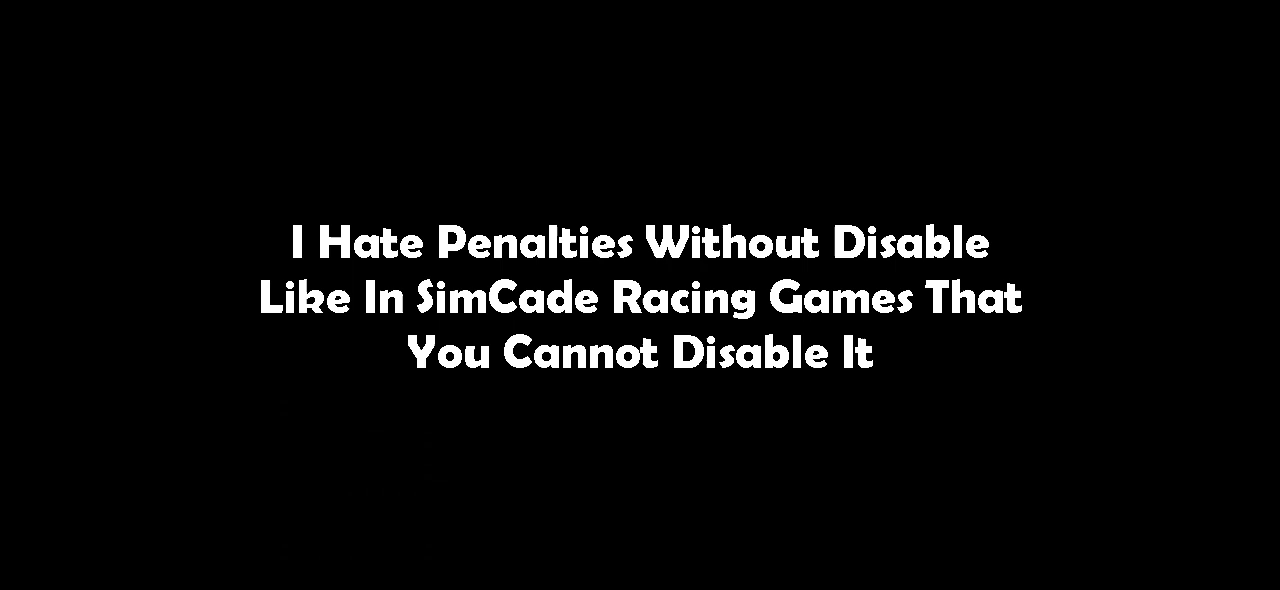 I Hate Penalties Without Disable
Like In SimCade Racing Games That
You Cannot Disable It